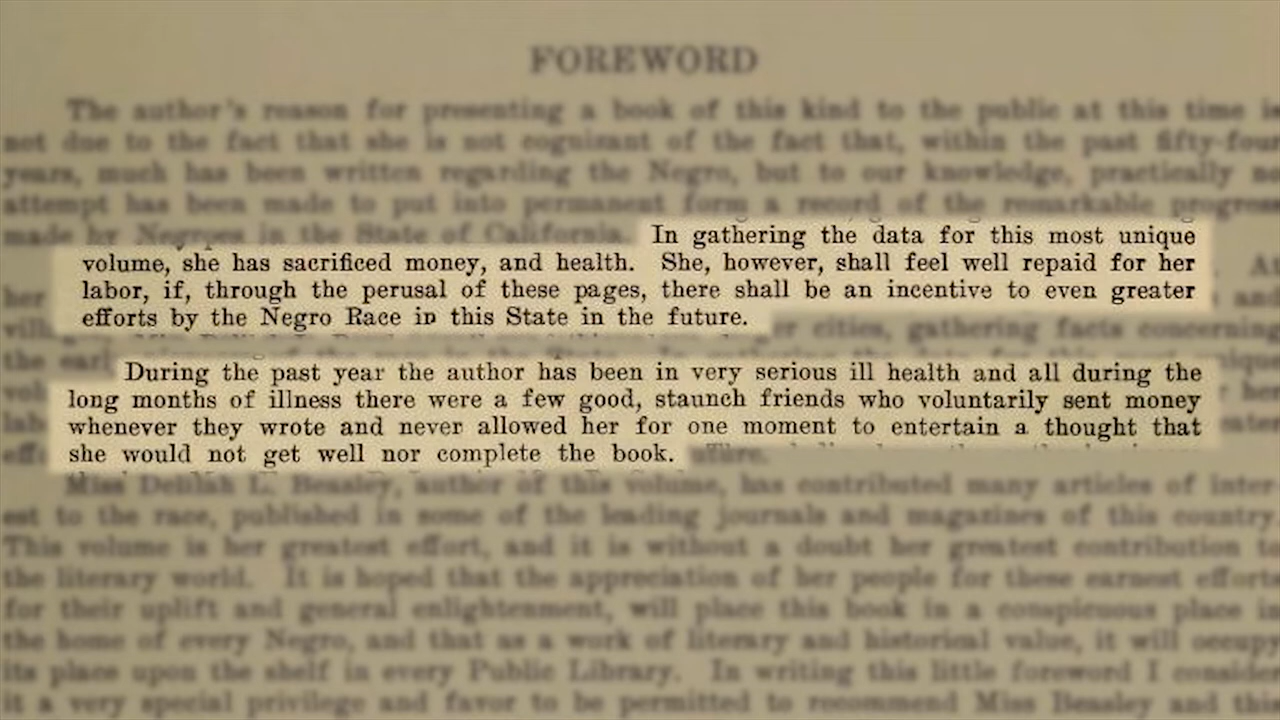 FOREWORD
The author's reason for presenting a book of this kind to the public at this time is
not due to the fact that she is not cognizant of the fact that, within the past fifty-four
years, much has been written regarding the Negro, but to our knowledge, practically no
attempt has been made to put into permanent form a record of the remarkable progress
made by Negroes in the State of California. In gathering the data for this most unique
volume, she has sacrificed money, and health. She, however, shall feel well repaid for her
labor, if, through the perusal of these pages, there shall be an incentive to even greater
efforts by the Negro Race in this State in the future.
er cities, gathering facts concerning
During the past year the author has been in very serious ill health and all during the
long months of illness there were a few good, staunch friends who voluntarily sent money
whenever they wrote and never allowed her for one moment to entertain a thought that
she would not get well nor complete the book.
Miss Delilah L. Beasley, author of this volume, has contributed many articles of inter-
est to the race, published in some of the leading journals and magazines of this country.
This volume is her greatest effort, and it is without a doubt her greatest contribution to
the literary world. It is hoped that the appreciation of her people for these earnest efforts
for their uplift and general enlightenment, will place this book in a conspicuous place in
the home of every Negro, and that as a work of literary and historical value, it will occupy
its place upon the shelf in every Public Library. In writing this little foreword I consider
it a very special privilege and favor to be permitted to recommend Miss Beasley and this